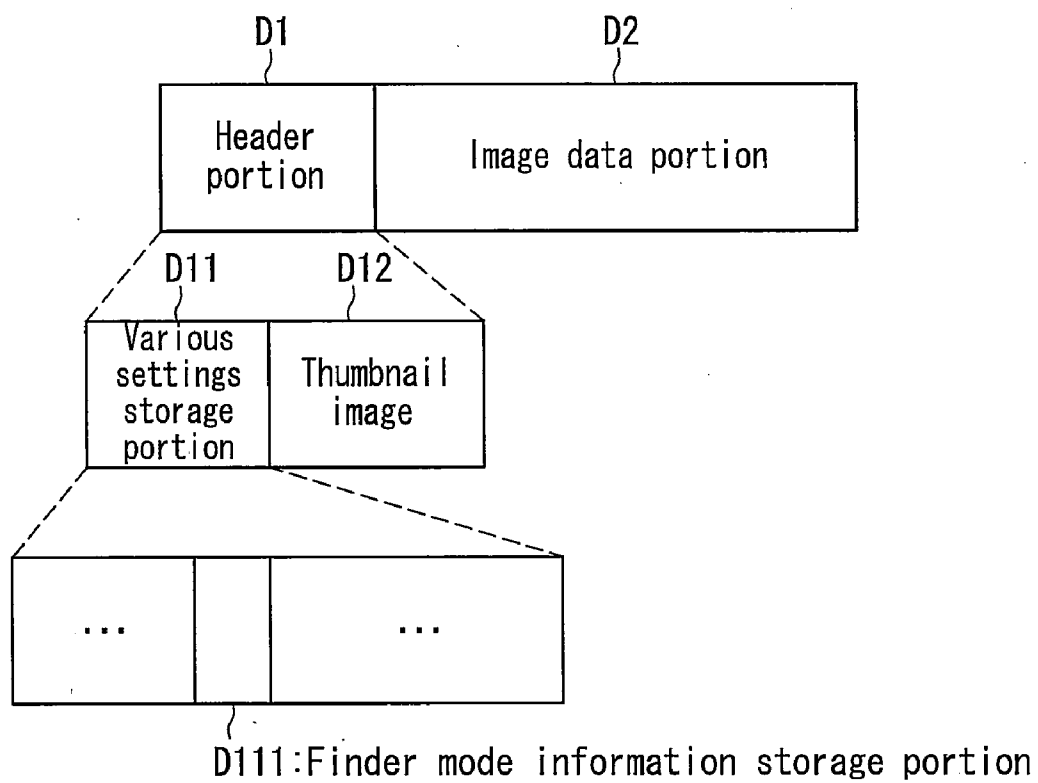 D1
D2
Header
portion
Image data portion
D11
D12
Various
settings
storage
portion
Thumbnail
image
...
...
D111:Finder mode information storage portion